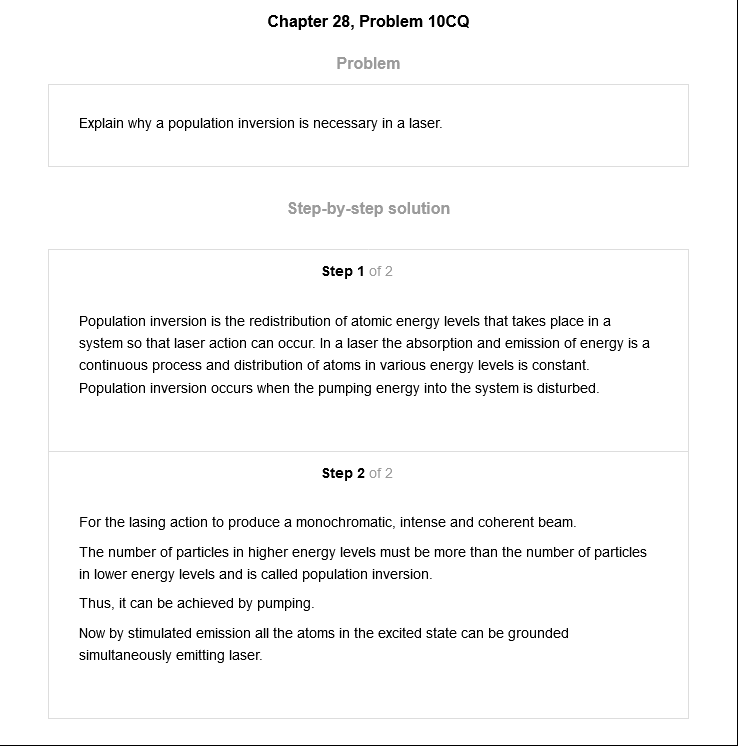 Chapter 28, Problem 10CQ
Problem
Explain why a population inversion is necessary in a laser.
Step-by-step solution
Step 1 of 2
Population inversion is the redistribution of atomic energy levels that takes place in a
system so that laser action can occur. In a laser the absorption and emission of energy is a
continuous process and distribution of atoms in various energy levels is constant.
Population inversion occurs when the pumping energy into the system is disturbed.
Step 2 of 2
For the lasing action to produce a monochromatic, intense and coherent beam.
The number of particles in higher energy levels must be more than the number of particles
in lower energy levels and is called population inversion.
Thus, it can be achieved by pumping.
Now by stimulated emission all the atoms in the excited state can be grounded
simultaneously emitting laser.